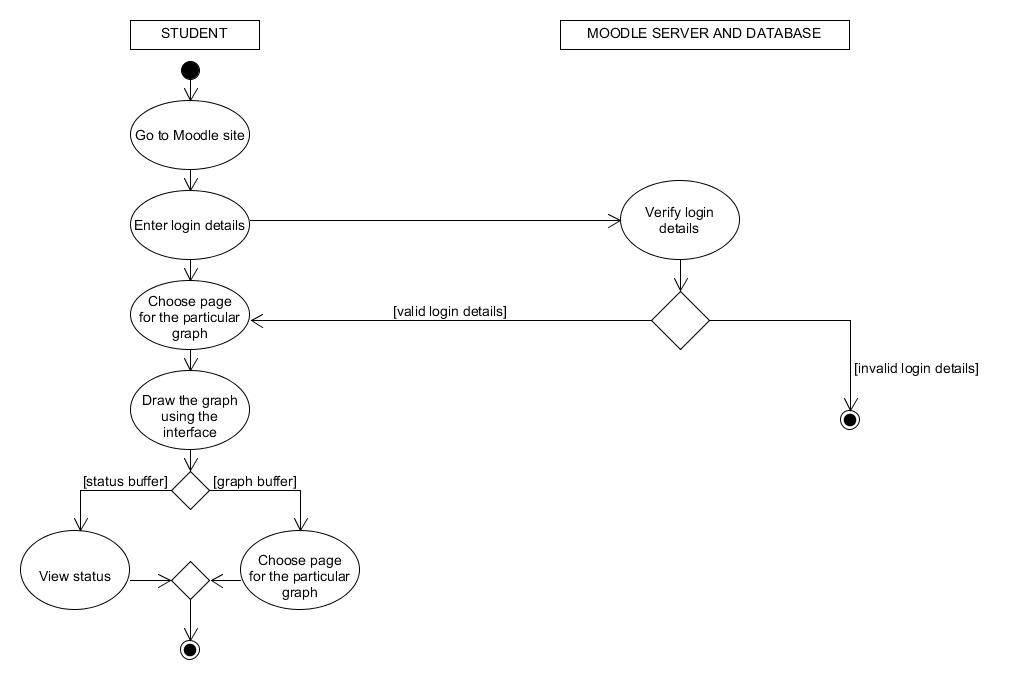 STUDENT
MOODLE SERVER AND DATABASE
Go to Moodle site
Enter login details
Verify login
details
Choose page
for the particular
graph
[valid login details]
[invalid login details]
Draw the graph
using the
interface
[status buffer]
[graph buffer]
View status
Choose page
for the particular
graph